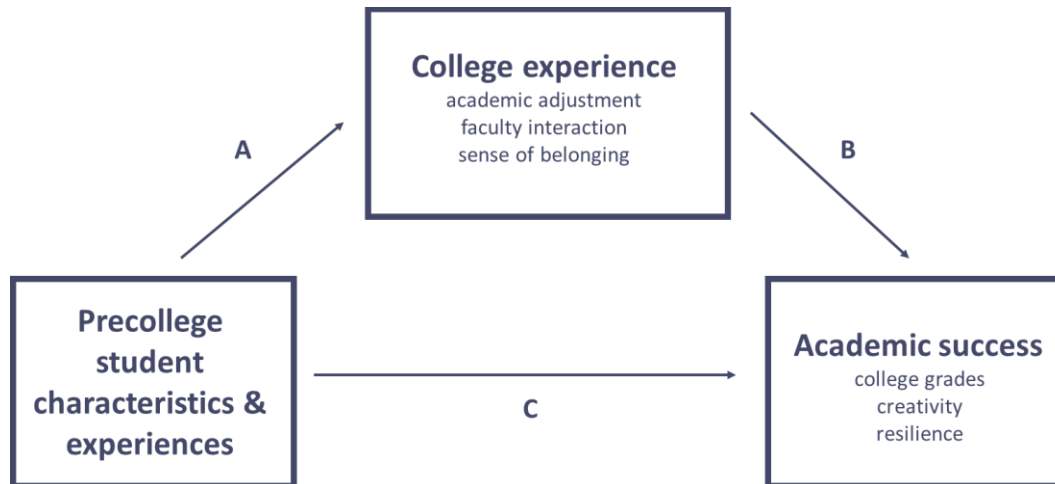 College experience
academic adjustment
faculty interaction
sense of belonging
A
B
Precollege
student
characteristics &
experiences
C
Academic success
college grades
creativity
resilience